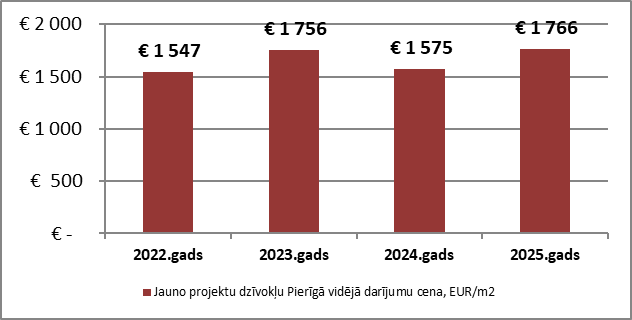 € 2 000
€ 1 500
€ 1 000
€ 500
€ -
€ 1 547
€ 1 756
€ 1 575
€ 1 766
2022.gads
2023.gads
2024.gads
2025.gads
Jauno projektu dzīvokļu Pierīgā vidējā darījumu cena, EUR/m2